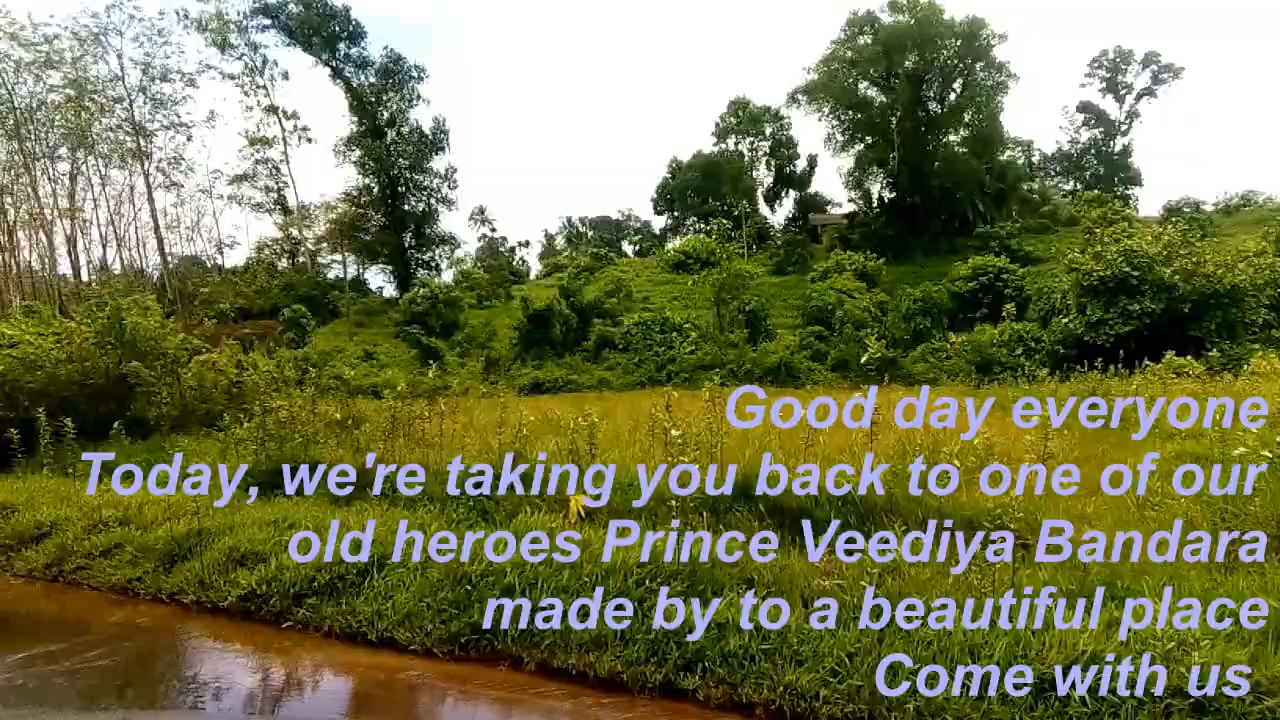 Good day everyone
Today, we're taking you back to one of our
old heroes Prince Veediya Bandara
made by to a beautiful place
Come with us